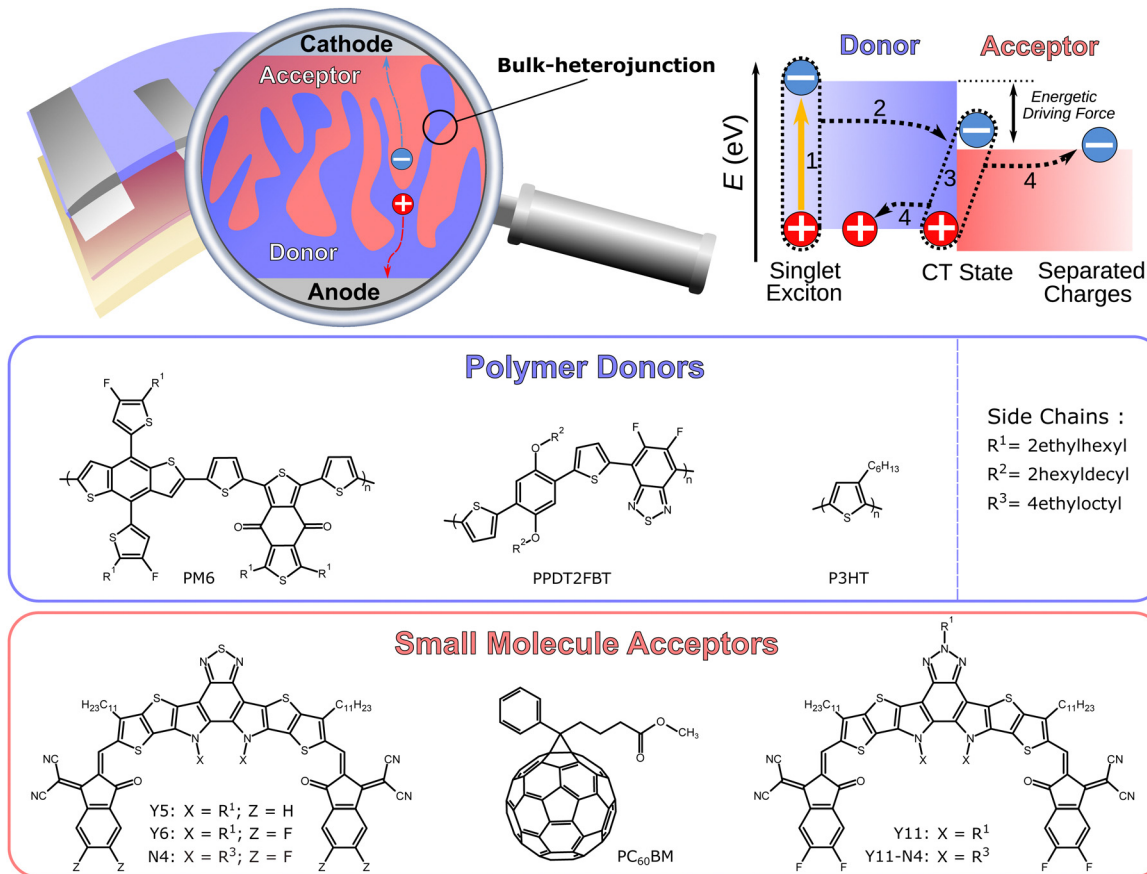 Cathode
Acceptor
Bulk-heterojunction
−
+
Donor
Anode
E (eV)
Donor
Acceptor
−
2
−
Energetic
Driving Force
−
1
3
4
4
+
+
+
Singlet
Exciton
CT State
Separated
Charges
Polymer Donors
F
R¹
S
S
S
S
S
S
n
O
O
S
R¹
F
R¹
S
R¹
PM6
R²
O
S
F
F
n
S
O
R²
N
S
N
PPDT2FBT
C₆H₁₃
S
n
P3HT
Side Chains :
R¹= 2ethylhexyl
R²= 2hexyldecyl
R³= 4ethyloctyl
Small Molecule Acceptors
N
S
N
H₂₃C₁₁
S
S
C₁₁H₂₃
S
N
N
S
X
X
NC
O
O
CN
NC
CN
Z
Z
Z
Z
Y5: X = R¹; Z = H
Y6: X = R¹; Z = F
N4: X = R³; Z = F
O
CH₃
O
PC₆₀BM
R¹
N
N
N
H₂₃C₁₁
S
S
C₁₁H₂₃
S
N
N
S
X
X
NC
O
O
CN
NC
CN
F
F
F
F
Y11: X = R¹
Y11-N4: X = R³